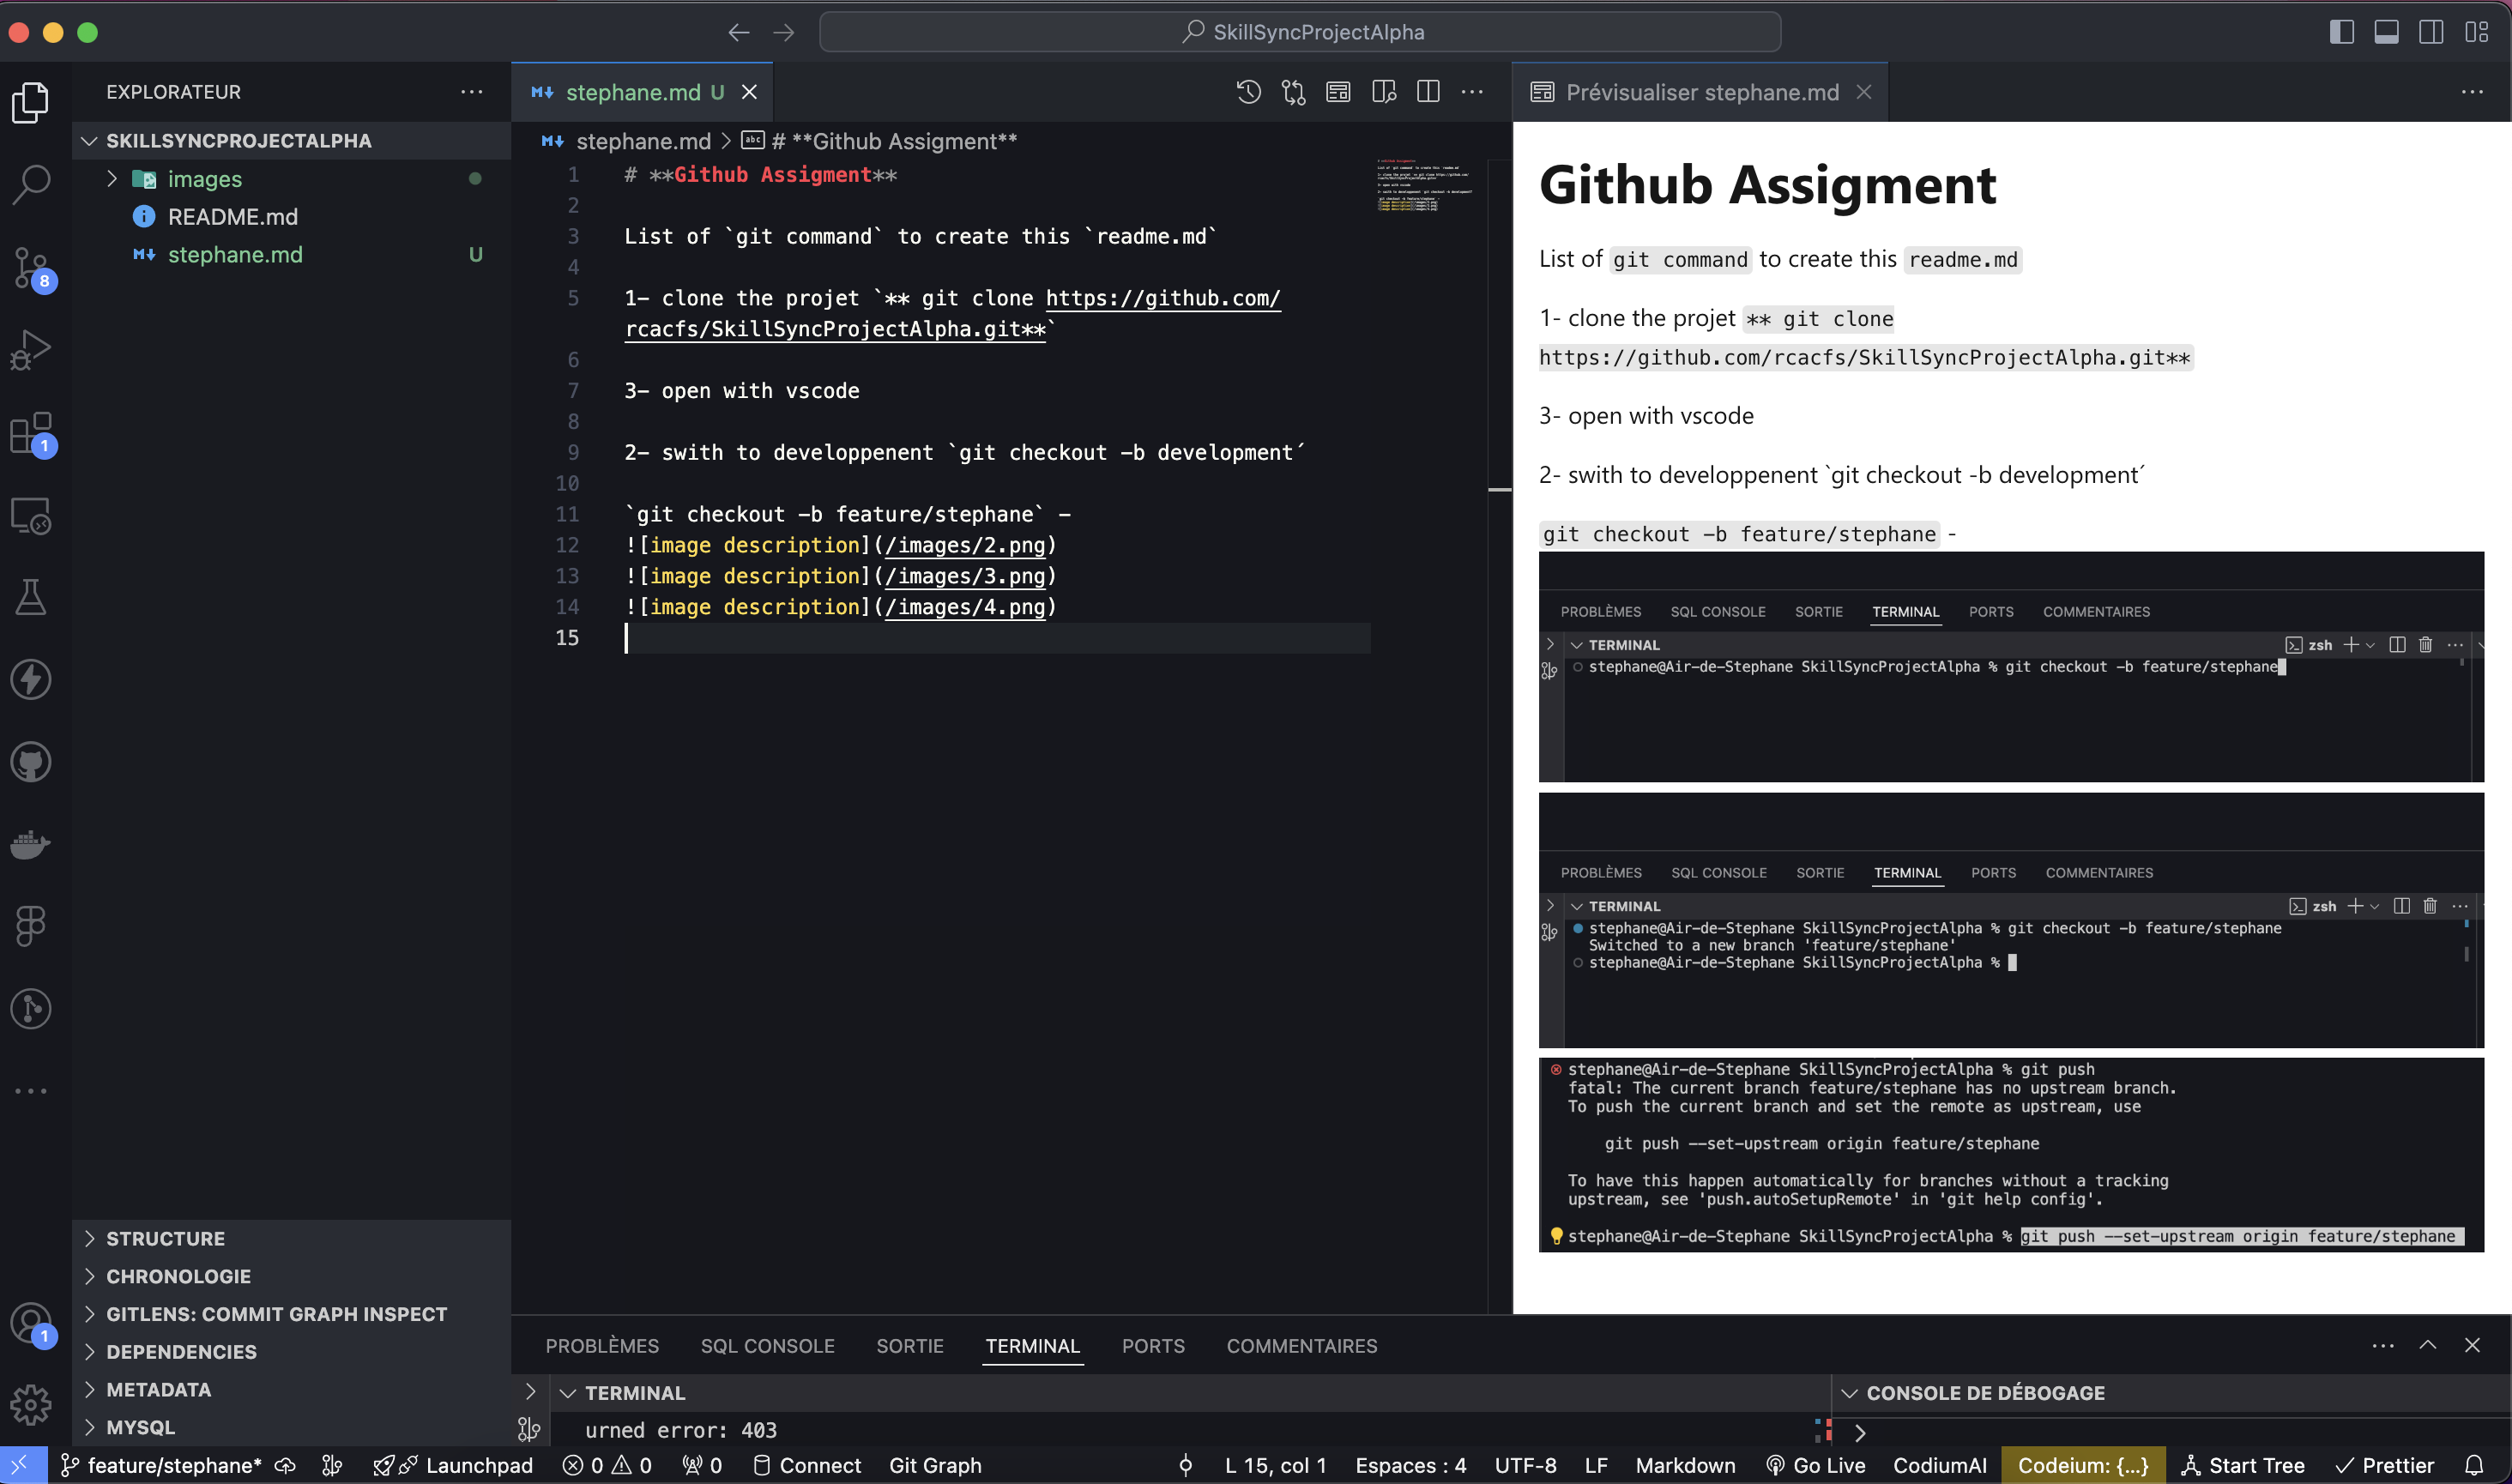 SkillSyncProjectAlpha
EXPLORATEUR
SKILLSYNCPROJECTALPHA
images
README.md
stephane.md U
8
1
1
STRUCTURE
CHRONOLOGIE
GITLENS: COMMIT GRAPH INSPECT
DEPENDENCIES
METADATA
MYSQL
stephane.md U
stephane.md > # **Github Assigment**
1 # **Github Assigment**
2
3 List of `git command` to create this `readme.md`
4
5 1- clone the projet `** git clone https://github.com/
rcacfs/SkillSyncProjectAlpha.git**`
6
7 3- open with vscode
8
9 2- swith to developpenent `git checkout -b development´
10
11 `git checkout -b feature/stephane` -
12 ![image description](/images/2.png)
13 ![image description](/images/3.png)
14 ![image description](/images/4.png)
15
Prévisualiser stephane.md
Github Assigment
List of git command to create this readme.md
1- clone the projet ** git clone
https://github.com/rcacfs/SkillSyncProjectAlpha.git**
3- open with vscode
2- swith to developpenent `git checkout -b development´
git checkout -b feature/stephane -
PROBLÈMES SQL CONSOLE SORTIE TERMINAL PORTS COMMENTAIRES
TERMINAL zsh
stephane@Air-de-Stephane SkillSyncProjectAlpha % git checkout -b feature/stephane
PROBLÈMES SQL CONSOLE SORTIE TERMINAL PORTS COMMENTAIRES
TERMINAL zsh
stephane@Air-de-Stephane SkillSyncProjectAlpha % git checkout -b feature/stephane
Switched to a new branch 'feature/stephane'
stephane@Air-de-Stephane SkillSyncProjectAlpha %
stephane@Air-de-Stephane SkillSyncProjectAlpha % git push
fatal: The current branch feature/stephane has no upstream branch.
To push the current branch and set the remote as upstream, use
git push --set-upstream origin feature/stephane
To have this happen automatically for branches without a tracking
upstream, see 'push.autoSetupRemote' in 'git help config'.
stephane@Air-de-Stephane SkillSyncProjectAlpha % git push --set-upstream origin feature/stephane
PROBLÈMES SQL CONSOLE SORTIE TERMINAL PORTS COMMENTAIRES
TERMINAL
urned error: 403
CONSOLE DE DÉBOGAGE
feature/stephane* Launchpad 0 0 0 Connect Git Graph L 15, col 1 Espaces : 4 UTF-8 LF Markdown Go Live CodiumAI Codeium: {...} Start Tree Prettier